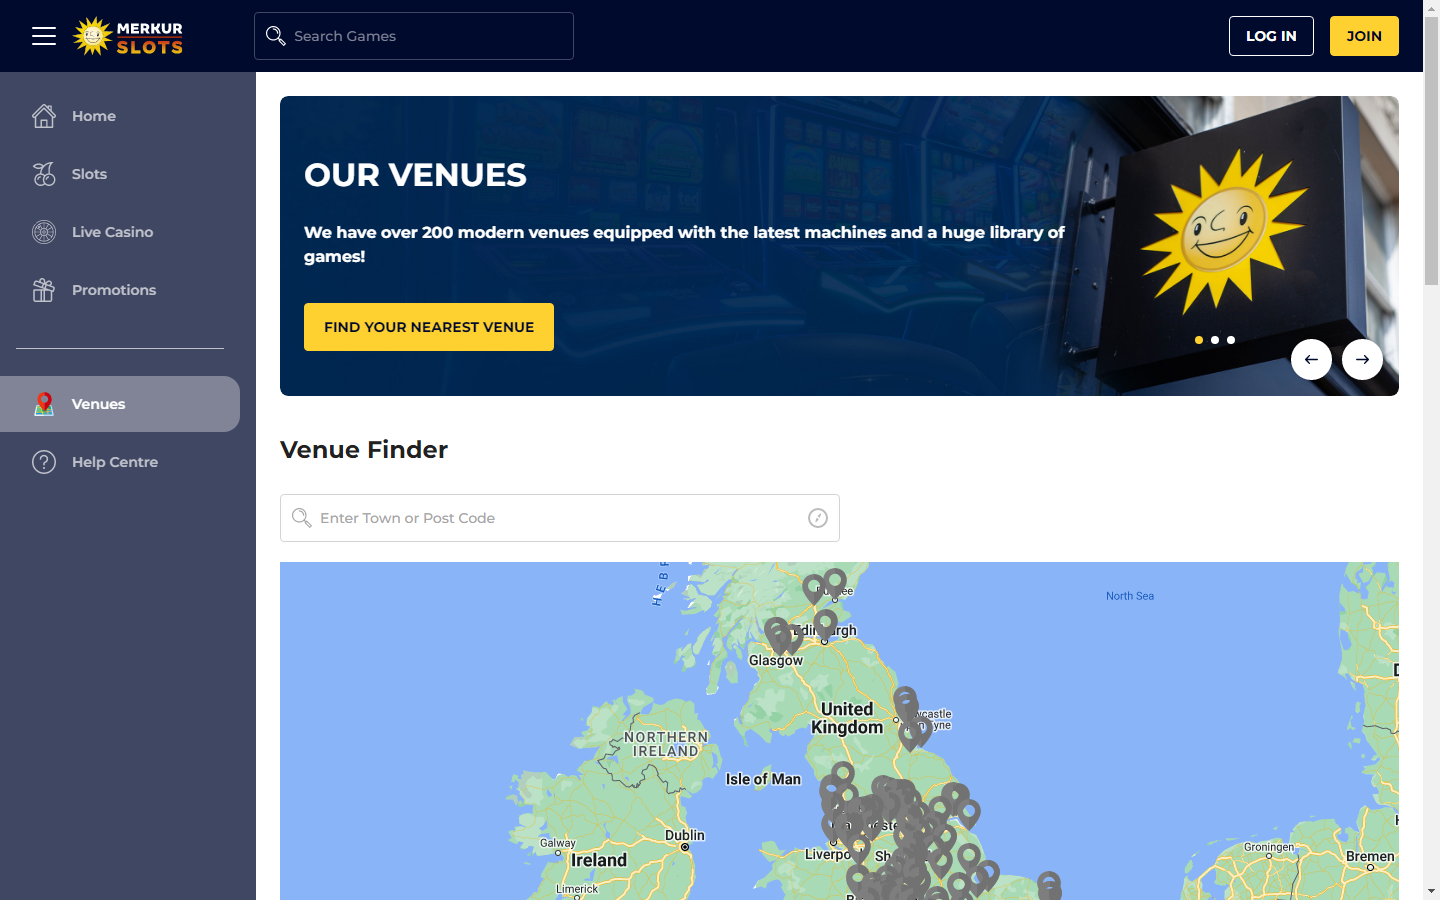 MERKUR
SLOTS
Search Games
LOG IN
JOIN
Home
Slots
Live Casino
Promotions
Venues
Help Centre
OUR VENUES
We have over 200 modern venues equipped with the latest machines and a huge library of
games!
FIND YOUR NEAREST VENUE
Venue Finder
Enter Town or Post Code
HEBR
North Sea
Edinburgh
Glasgow
United
Kingdom
NORTHERN
IRELAND
Isle of Man
Dublin
Galway
Ireland
Limerick
Liverpo
Sh
Groningen
Bremen